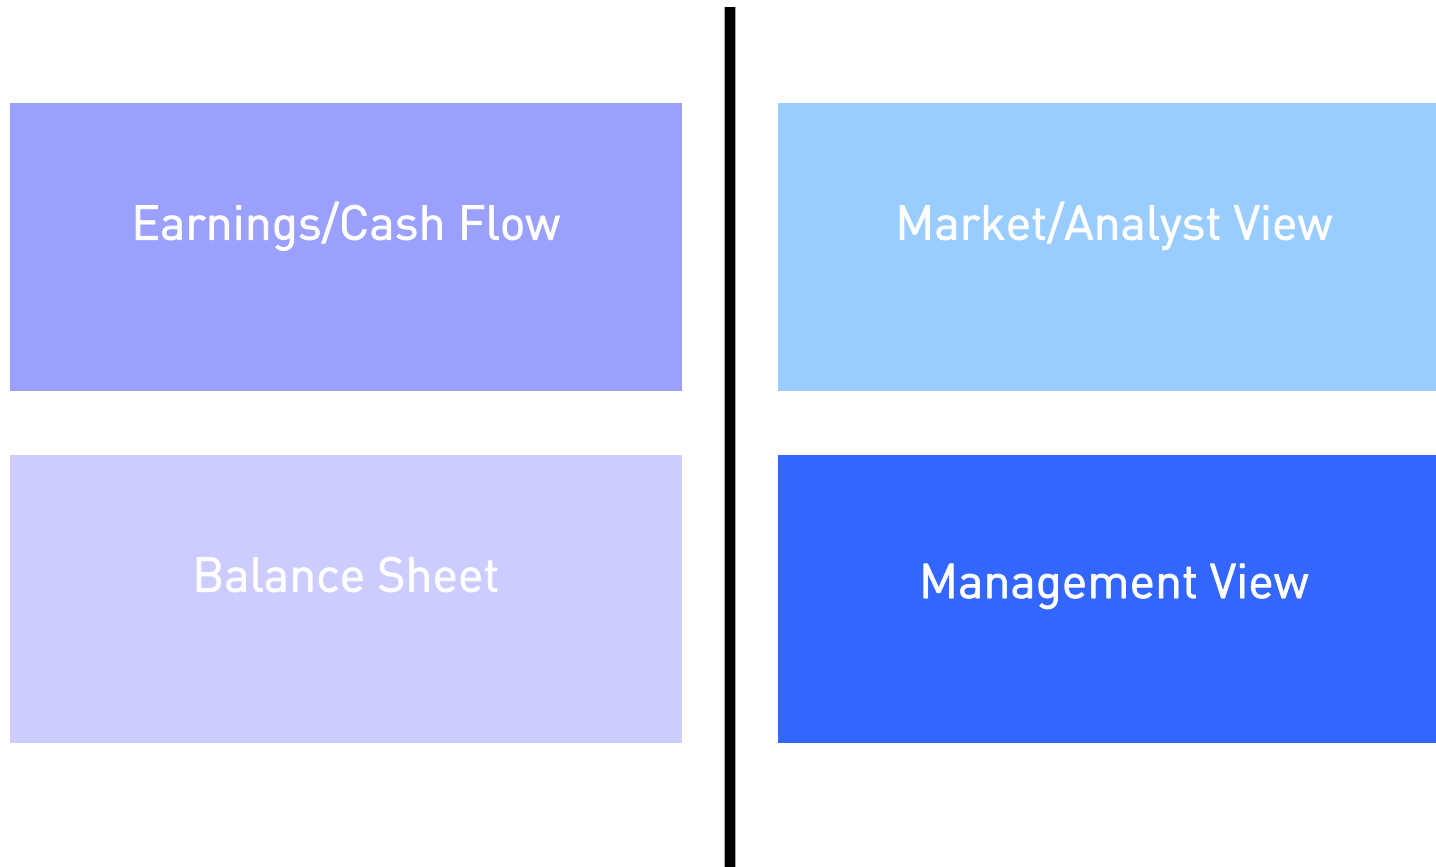 Earnings/Cash Flow
Market/Analyst View
Balance Sheet
Management View